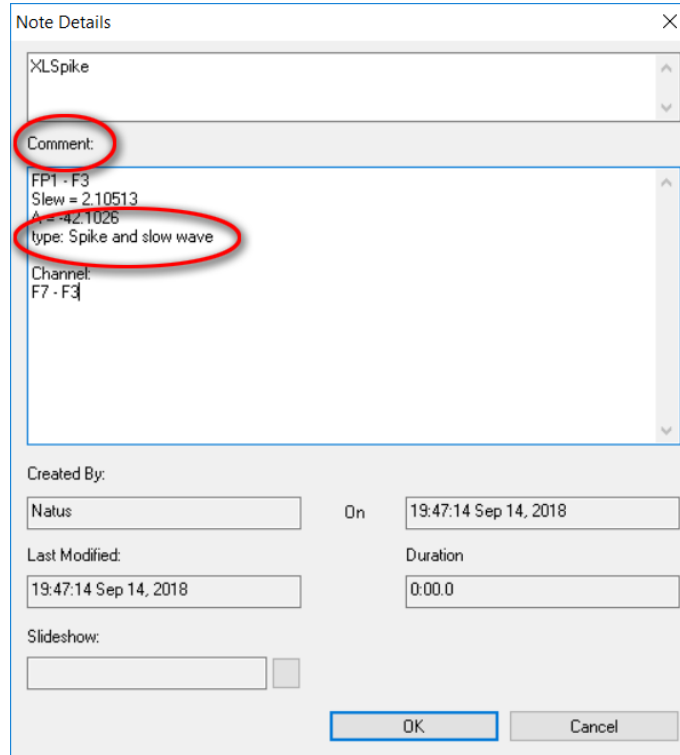 Note Details
XLSpike
Comment:
FP1 - F3
Slew = 2.10513
A = -42.1026
type: Spike and slow wave
Channel:
F7 - F3
Created By:
Natus On 19:47:14 Sep 14, 2018
Last Modified: Duration
19:47:14 Sep 14, 2018 0:00.0
Slideshow:
OK Cancel